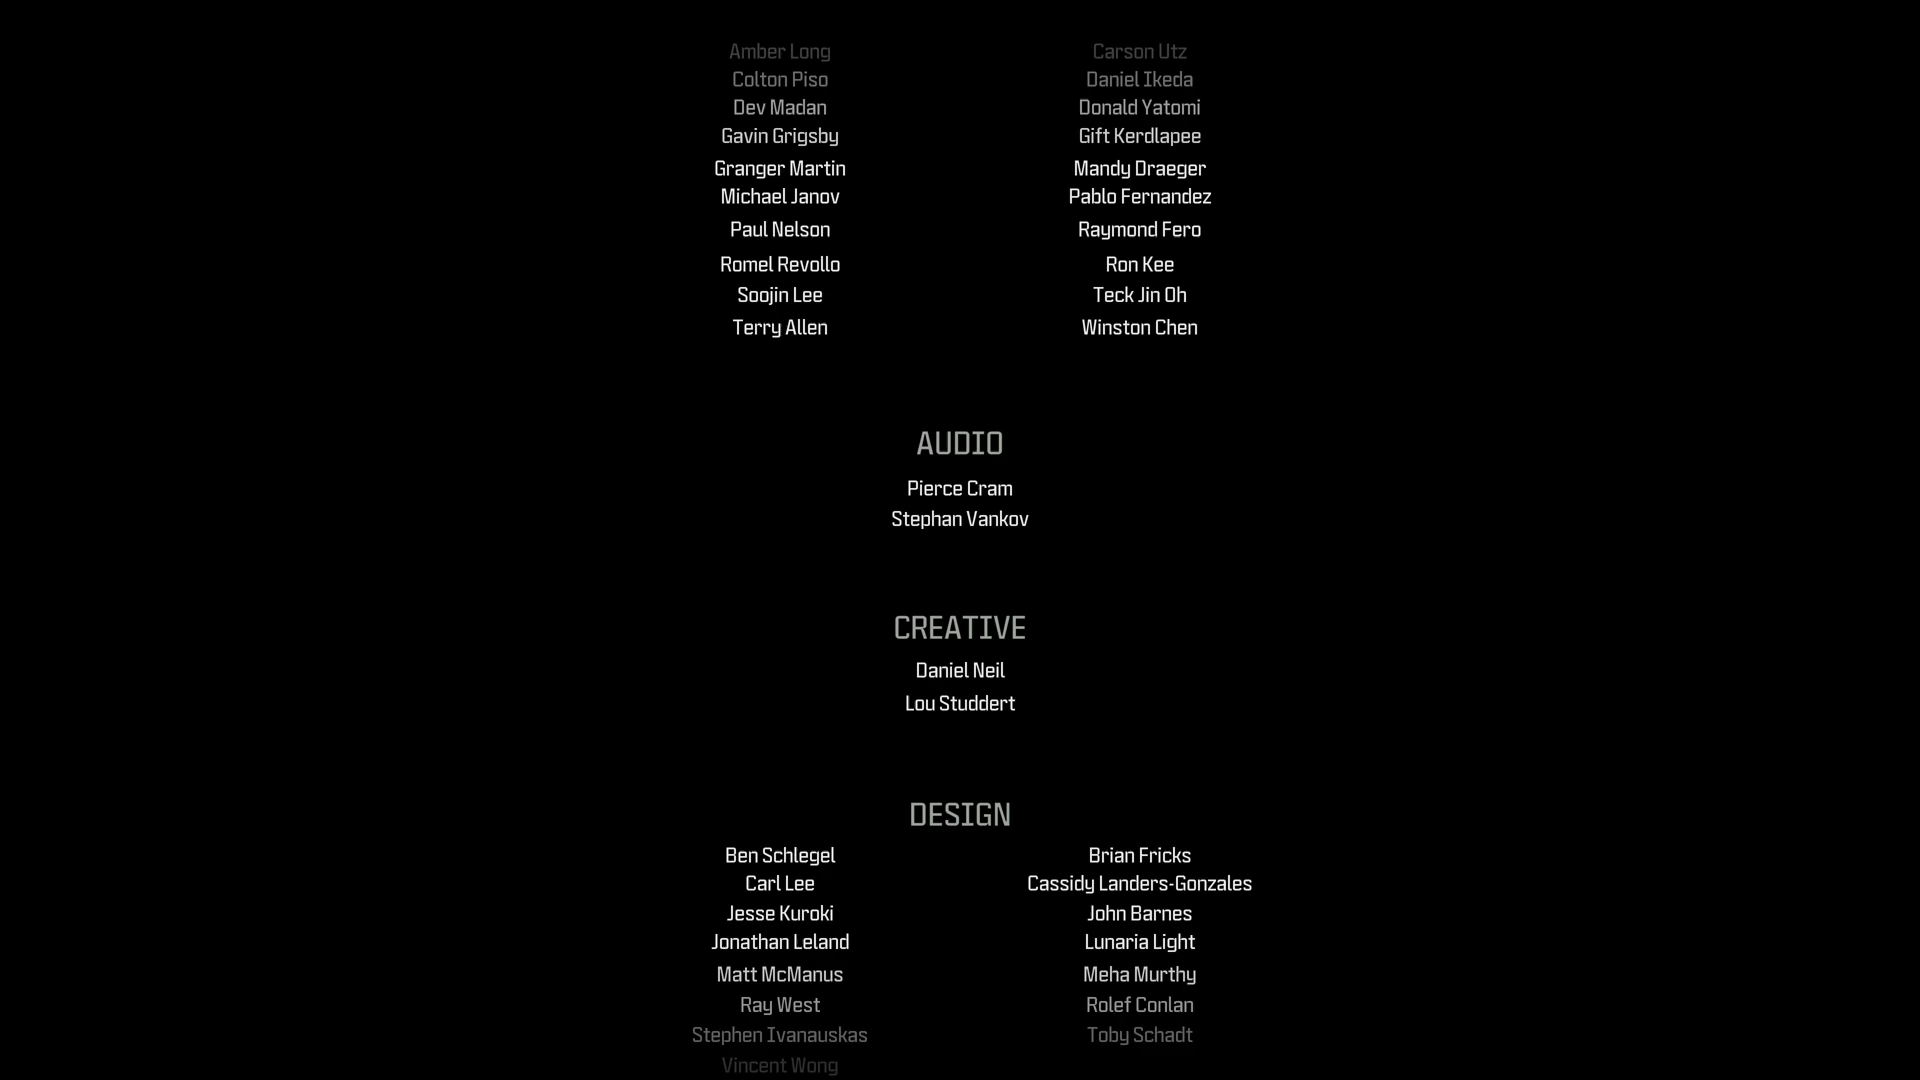 Amber Long Carson Utz
Colton Piso Daniel Ikeda
Dev Madan Donald Yatomi
Gavin Grigsby Gift Kerdlapee
Granger Martin Mandy Draeger
Michael Janov Pablo Fernandez
Paul Nelson Raymond Fero
Romel Revollo Ron Kee
Soojin Lee Teck Jin Oh
Terry Allen Winston Chen
AUDIO
Pierce Cram
Stephan Vankov
CREATIVE
Daniel Neil
Lou Studdert
DESIGN
Ben Schlegel Brian Fricks
Carl Lee Cassidy Landers-Gonzales
Jesse Kuroki John Barnes
Jonathan Leland Lunaria Light
Matt McManus Meha Murthy
Ray West Rolef Conlan
Stephen Ivanauskas Toby Schadt
Vincent Wong